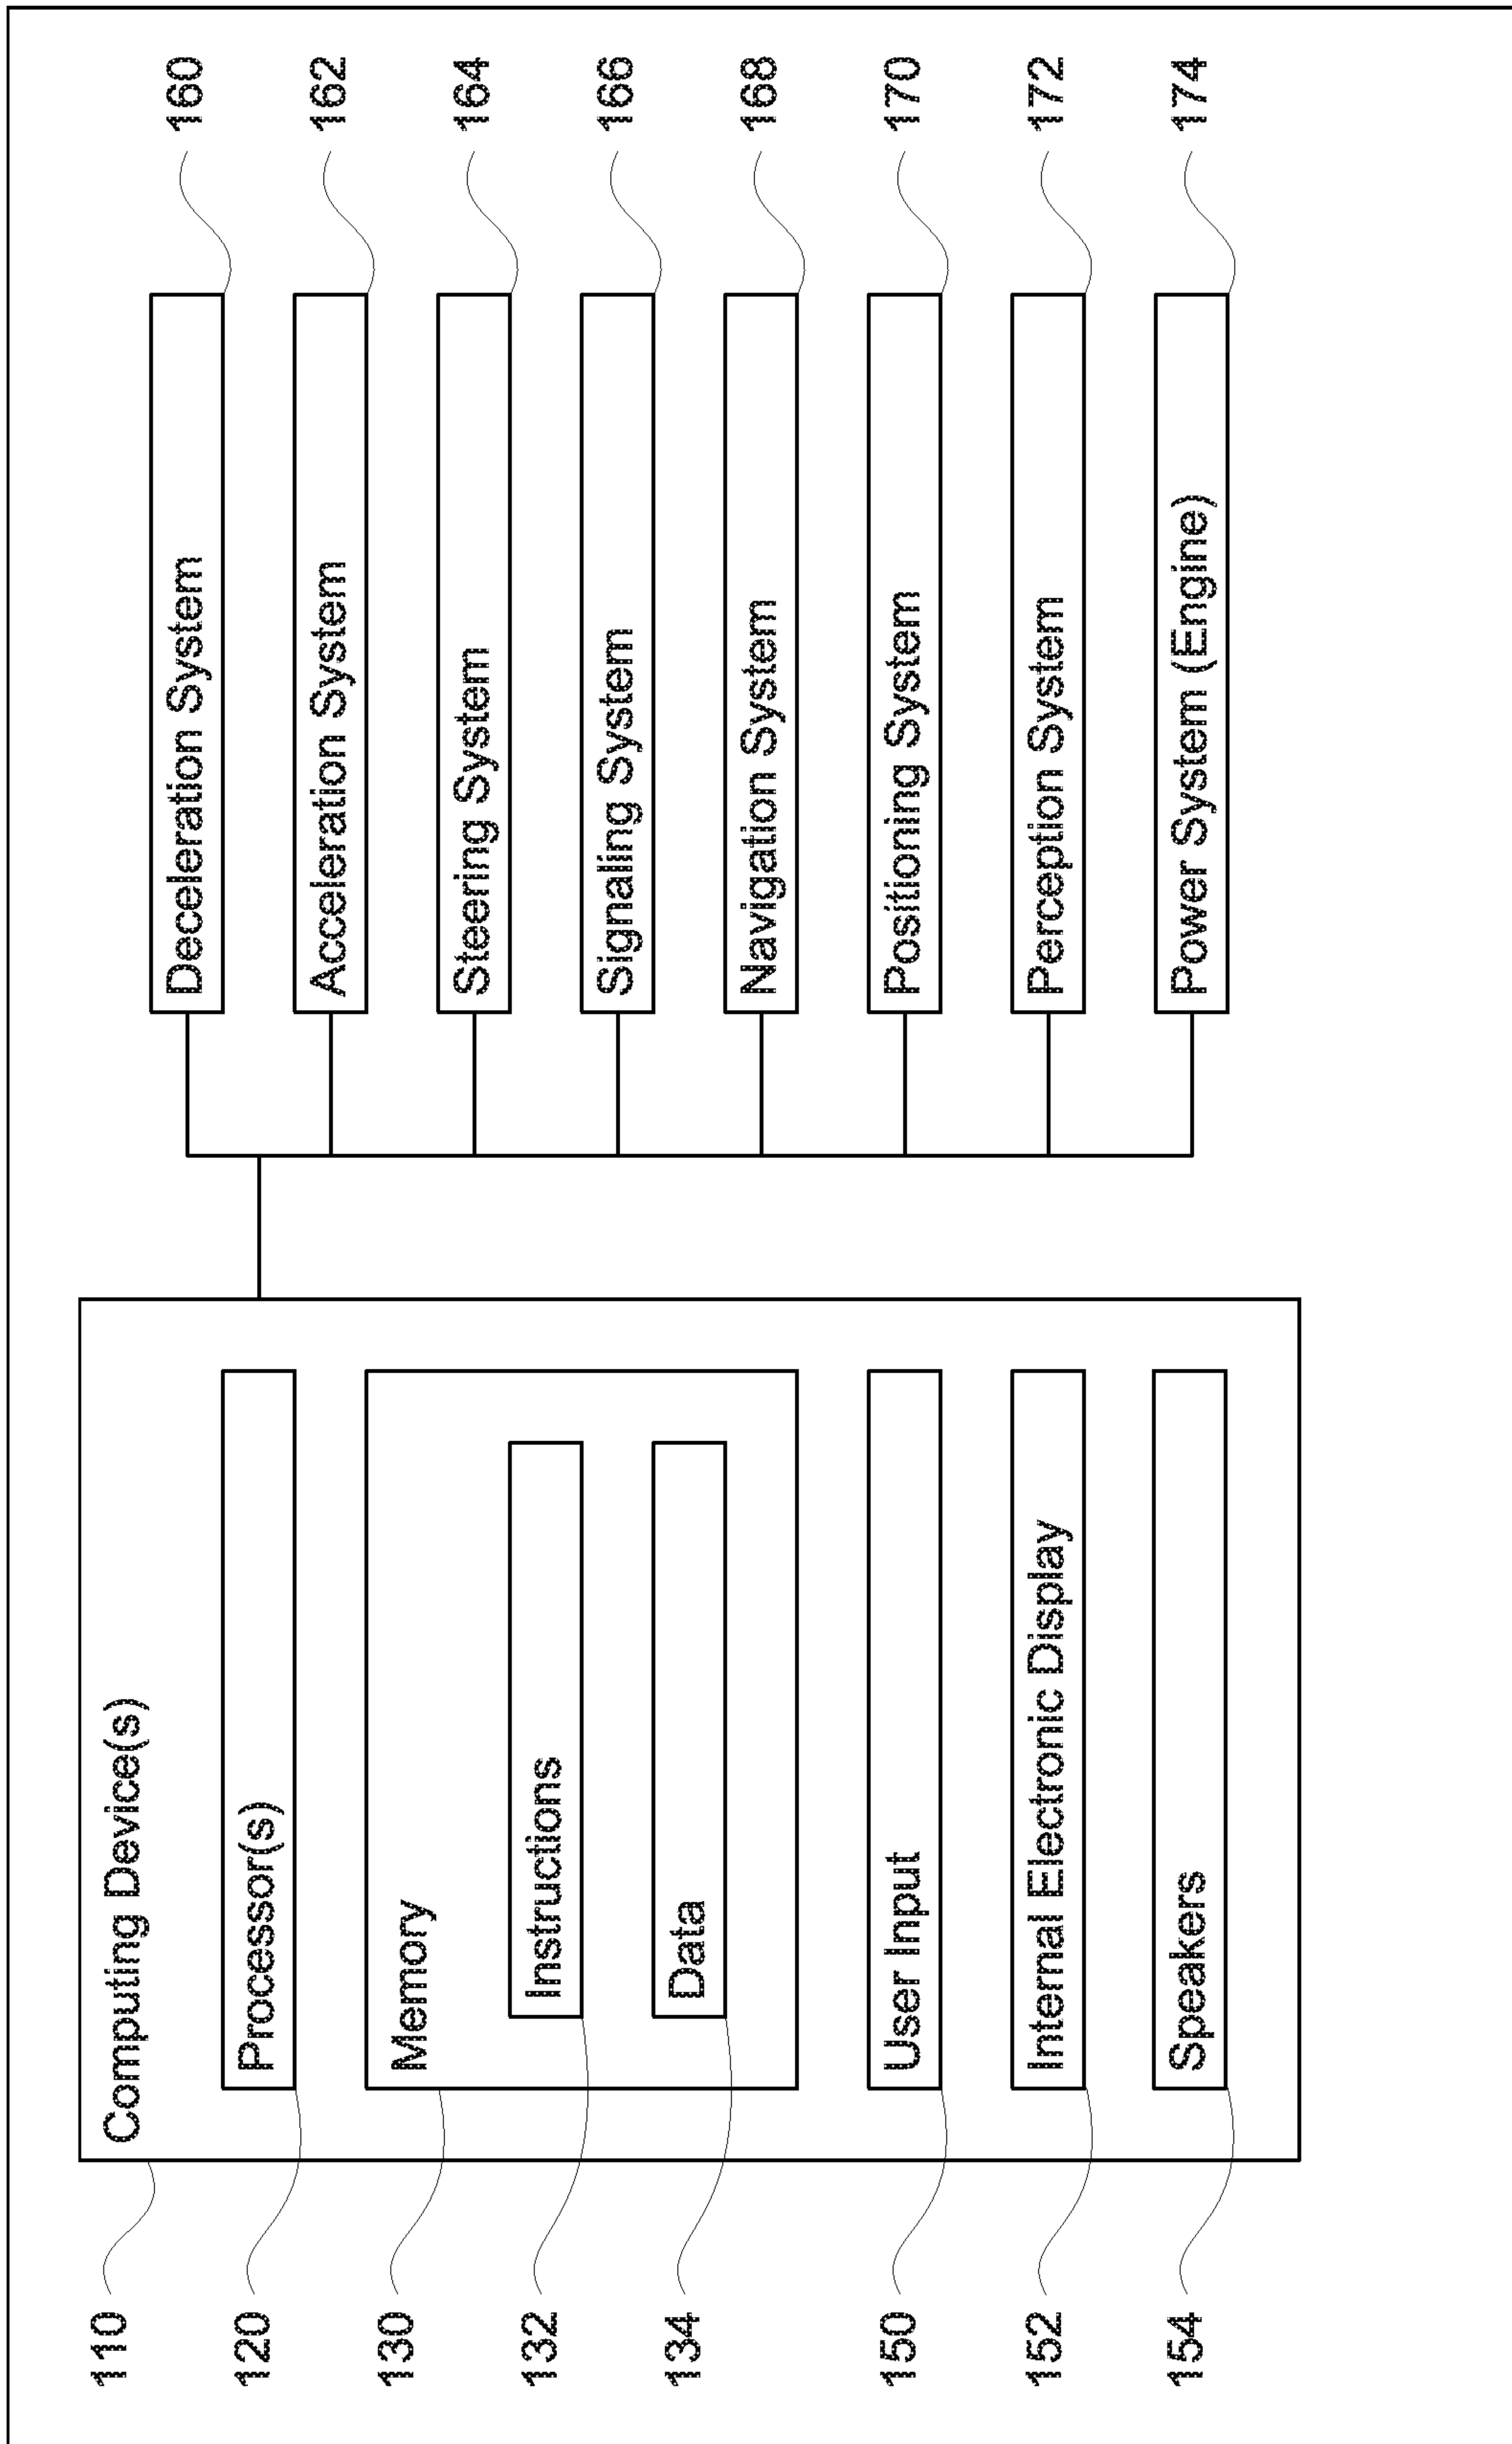 110
Computing Device(s)
120
Processor(s)
130
Memory
132
Instructions
134
Data
150
User Input
152
Internal Electronic Display
154
Speakers
Deceleration System
160
Acceleration System
162
Steering System
164
Signaling System
166
Navigation System
168
Positioning System
170
Perception System
172
Power System (Engine)
174